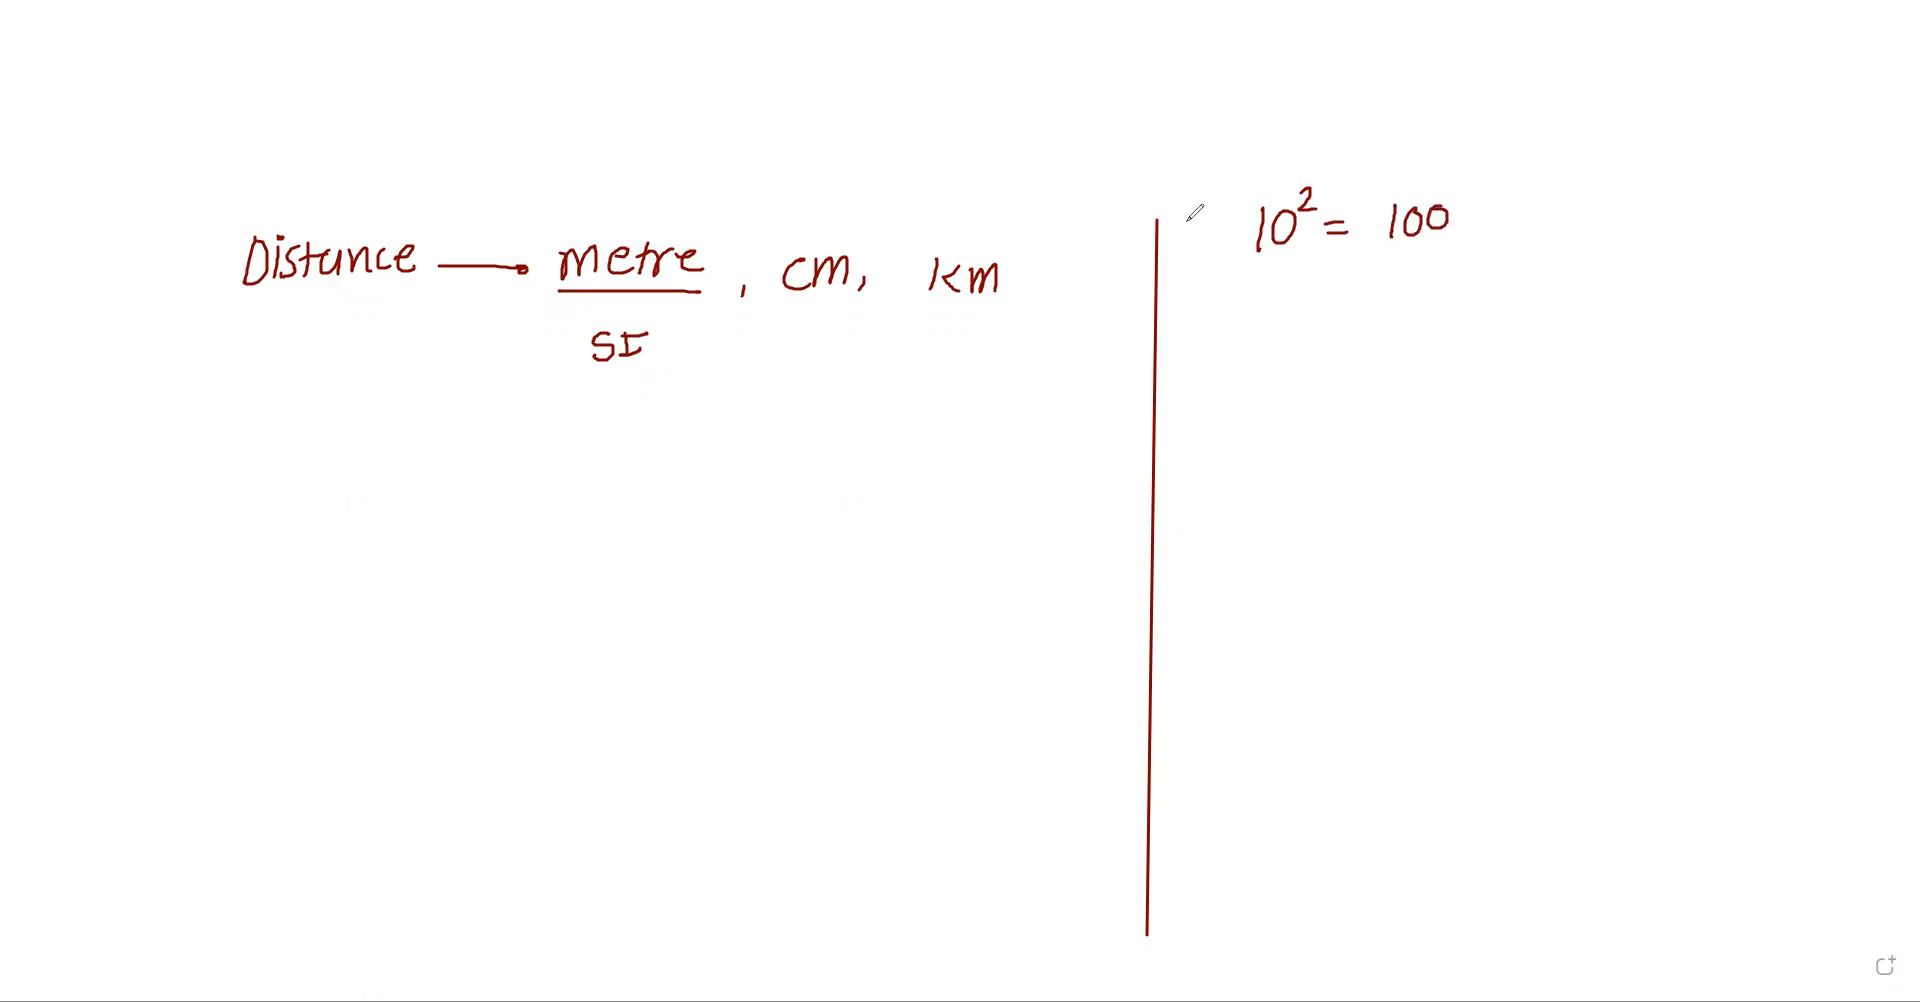 Distance → metre, cm, km
SI
10² = 100